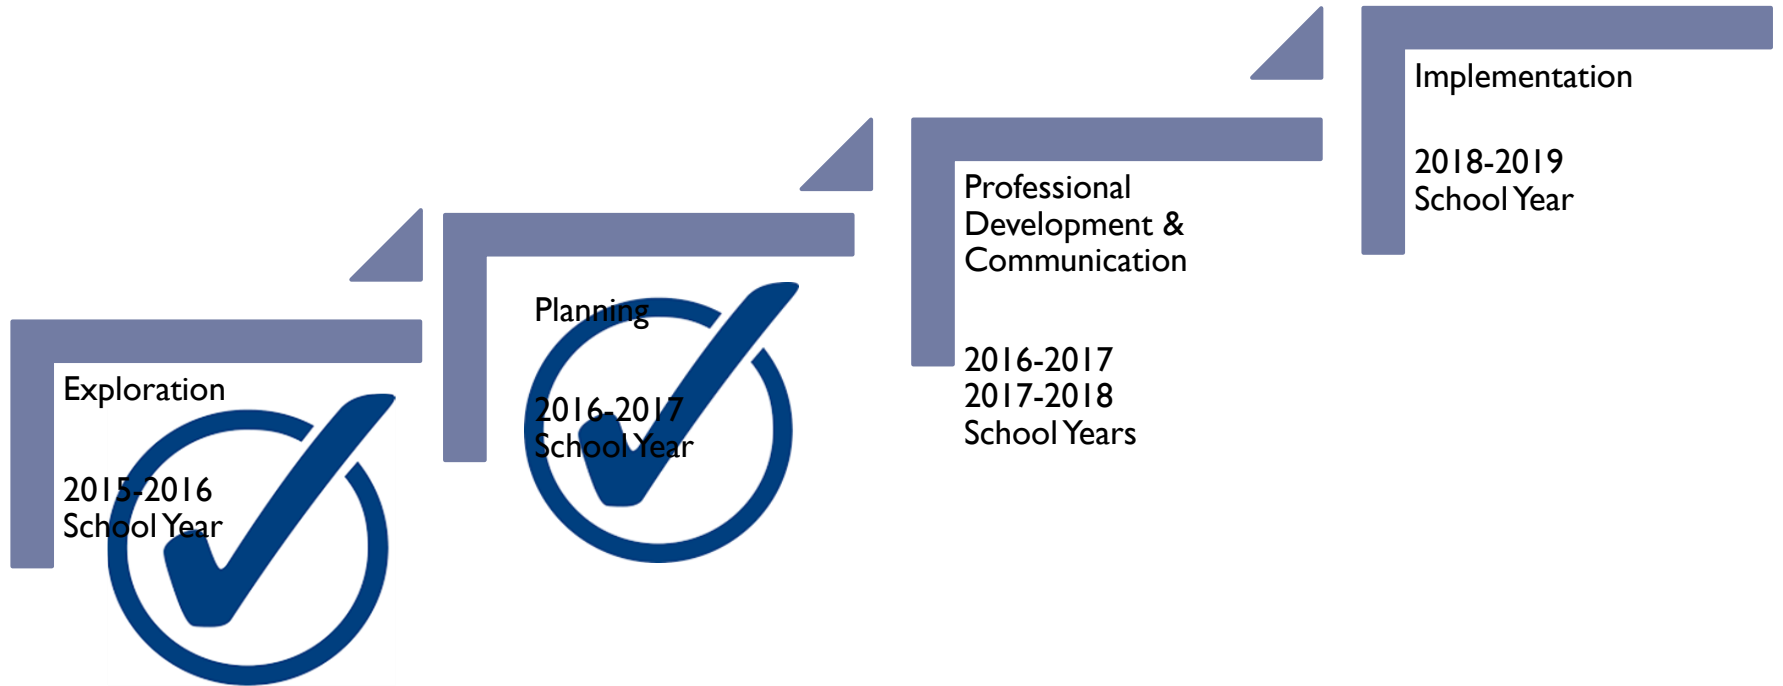 Exploration
2015-2016
School Year
Planning
2016-2017
School Year
Professional
Development &
Communication
2016-2017
2017-2018
School Years
Implementation
2018-2019
School Year